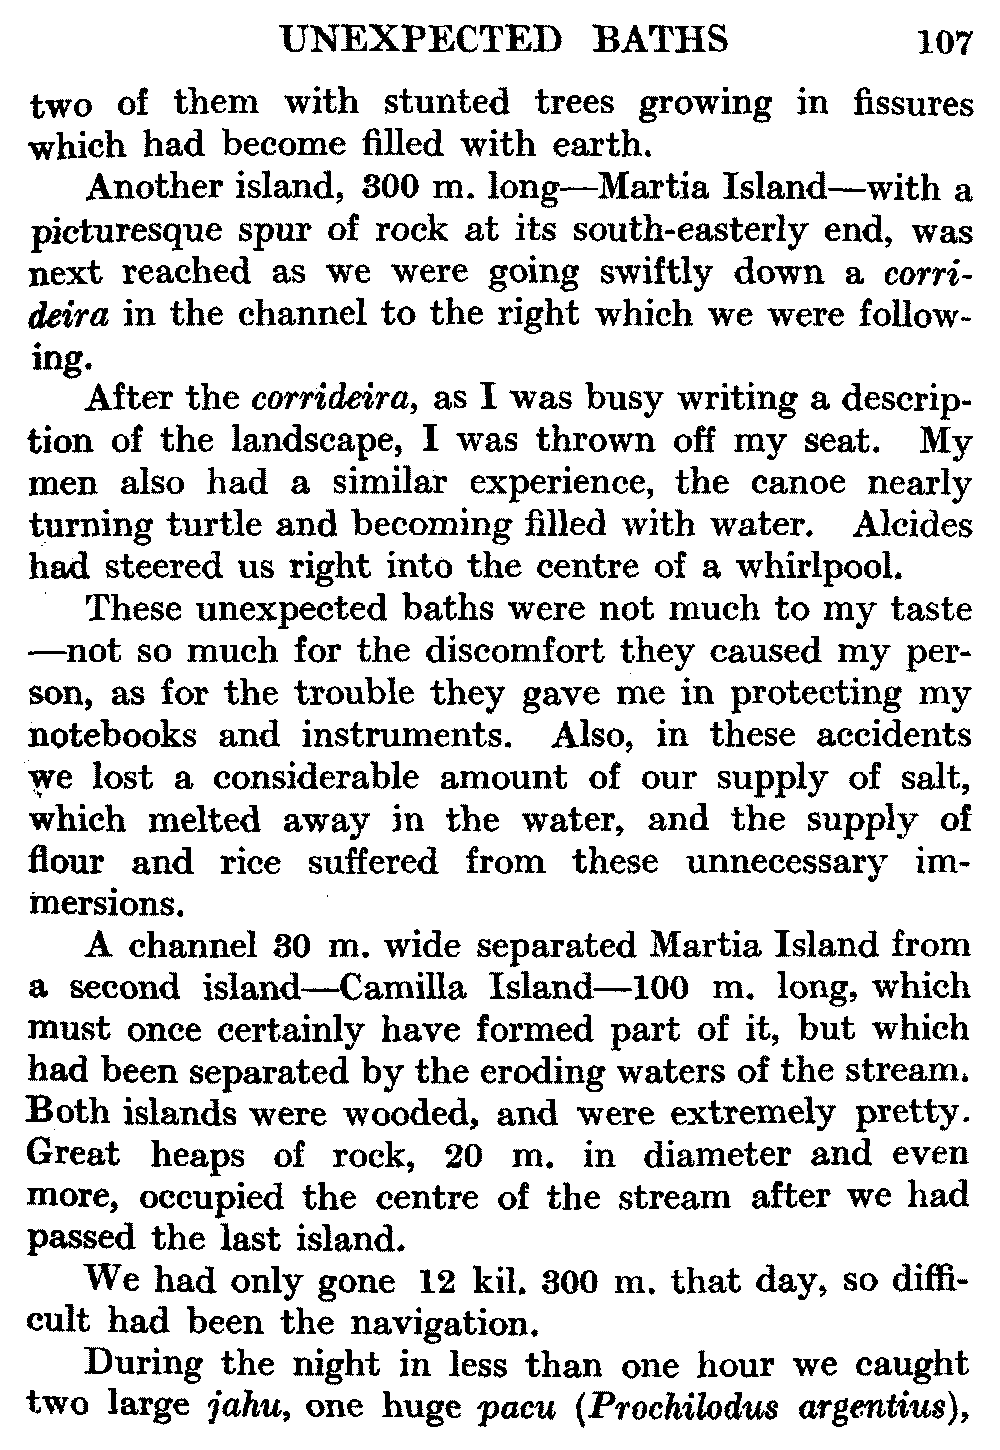 UNEXPECTED BATHS 107
two of them with stunted trees growing in fissures
which had become filled with earth.
Another island, 300 m. long—Martia Island—with a
picturesque spur of rock at its south-easterly end, was
next reached as we were going swiftly down a corri-
deira in the channel to the right which we were follow-
ing.
After the corrideira, as I was busy writing a descrip-
tion of the landscape, I was thrown off my seat. My
men also had a similar experience, the canoe nearly
turning turtle and becoming filled with water. Alcides
had steered us right into the centre of a whirlpool.
These unexpected baths were not much to my taste
—not so much for the discomfort they caused my per-
son, as for the trouble they gave me in protecting my
notebooks and instruments. Also, in these accidents
we lost a considerable amount of our supply of salt,
which melted away in the water, and the supply of
flour and rice suffered from these unnecessary im-
mersions.
A channel 30 m. wide separated Martia Island from
a second island—Camilla Island—100 m. long, which
must once certainly have formed part of it, but which
had been separated by the eroding waters of the stream.
Both islands were wooded, and were extremely pretty.
Great heaps of rock, 20 m. in diameter and even
more, occupied the centre of the stream after we had
passed the last island.
We had only gone 12 kil. 300 m. that day, so diffi-
cult had been the navigation.
During the night in less than one hour we caught
two large jahu, one huge pacu (Prochilodus argentius),